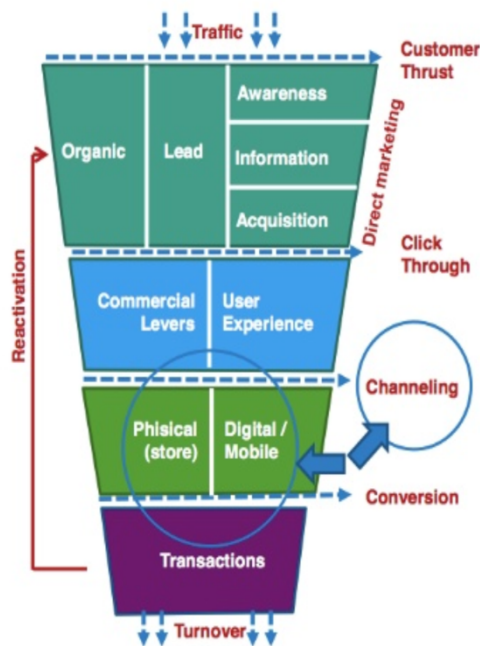 Traffic
Customer
Thrust
Awareness
Organic
Lead
Information
Acquisition
Direct marketing
Click
Through
Reactivation
Commercial
Levers
User
Experience
Channeling
Phisical
(store)
Digital /
Mobile
Conversion
Transactions
Turnover